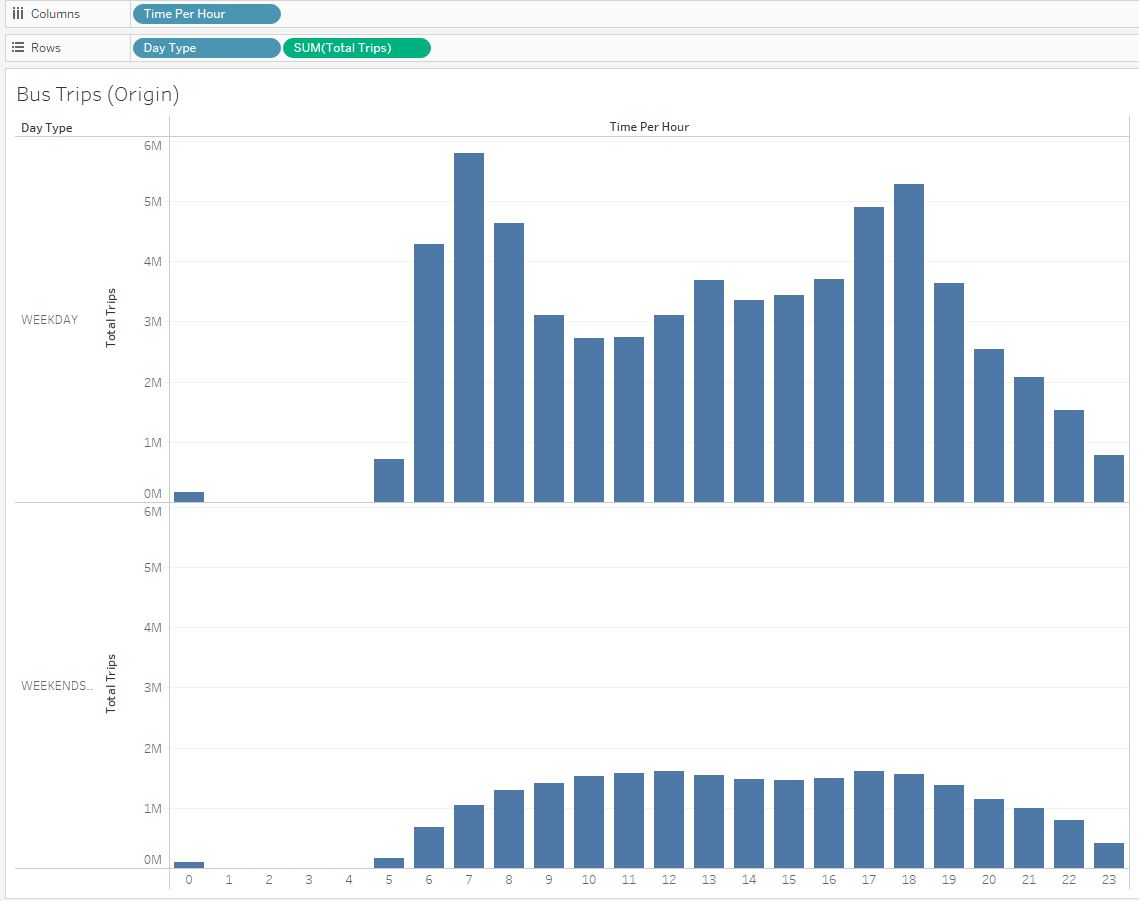 Columns
Time Per Hour
Rows
Day Type
SUM(Total Trips)
Bus Trips (Origin)
Day Type
Time Per Hour
WEEKDAY
Total Trips
6M
5M
4M
3M
2M
1M
0M
WEEKENDS..
Total Trips
6M
5M
4M
3M
2M
1M
0M
0 1 2 3 4 5 6 7 8 9 10 11 12 13 14 15 16 17 18 19 20 21 22 23